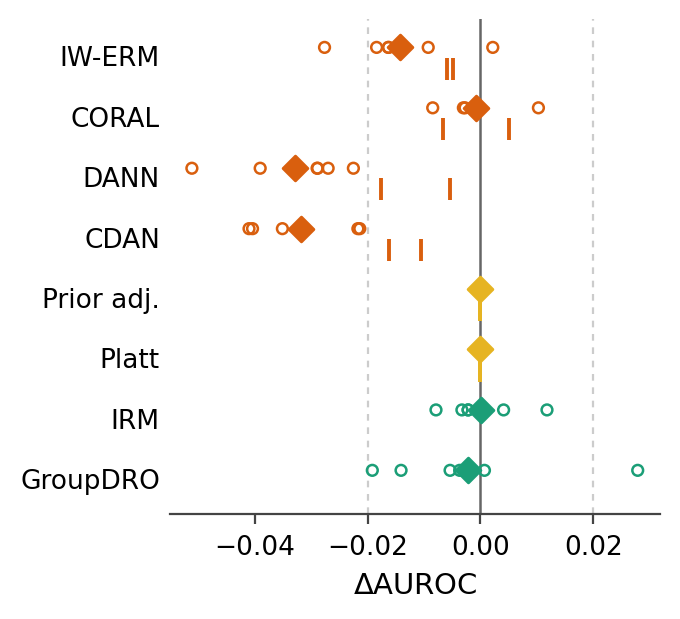 IW-ERM
CORAL
DANN
CDAN
Prior adj.
Platt
IRM
GroupDRO
−0.04 −0.02 0.00 0.02
ΔAUROC